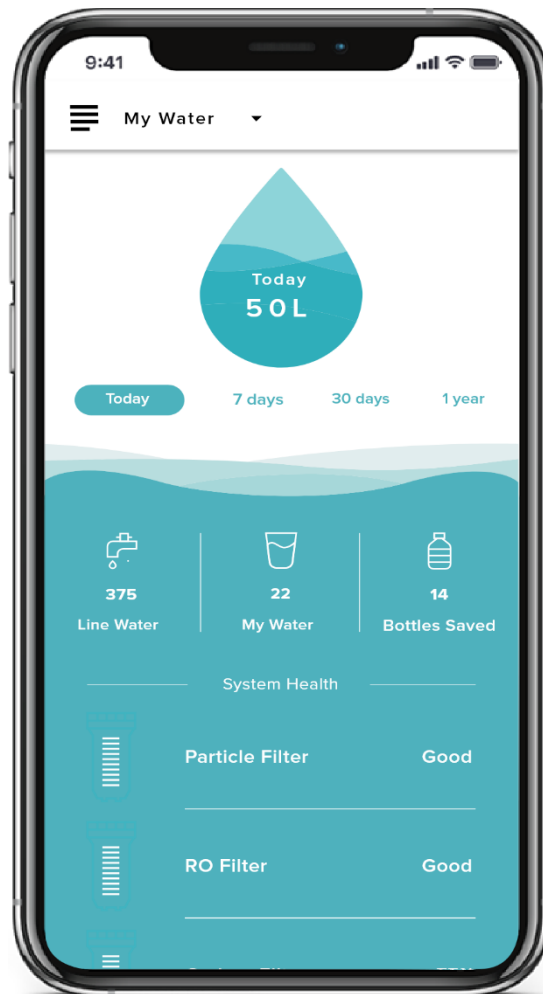 9:41
My Water
Today
50L
Today 7 days 30 days 1 year
375 22 14
Line Water My Water Bottles Saved
System Health
Particle Filter Good
RO Filter Good